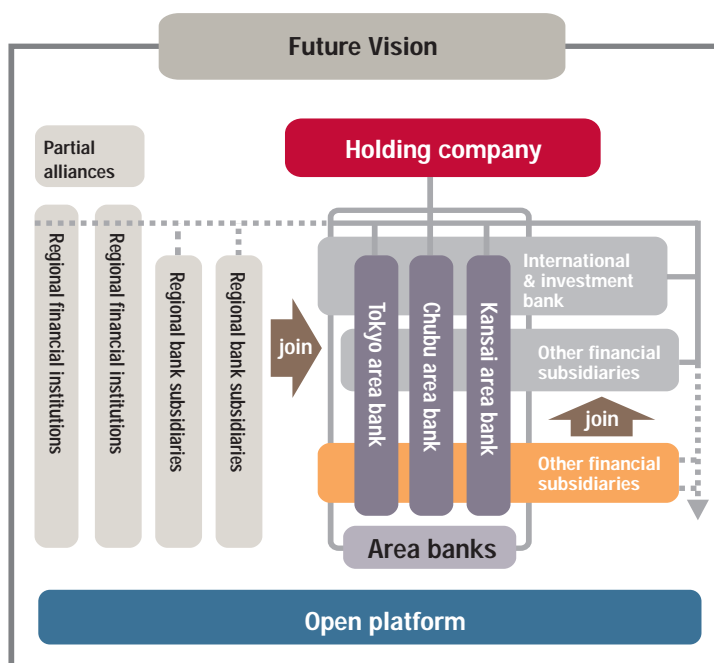 Future Vision
Partial
alliances
Holding company
Regional financial institutions
Regional financial institutions
Regional bank subsidiaries
Regional bank subsidiaries
join
Tokyo area bank
Chubu area bank
Kansai area bank
International
& investment
bank
Other financial
subsidiaries
join
Other financial
subsidiaries
Area banks
Open platform